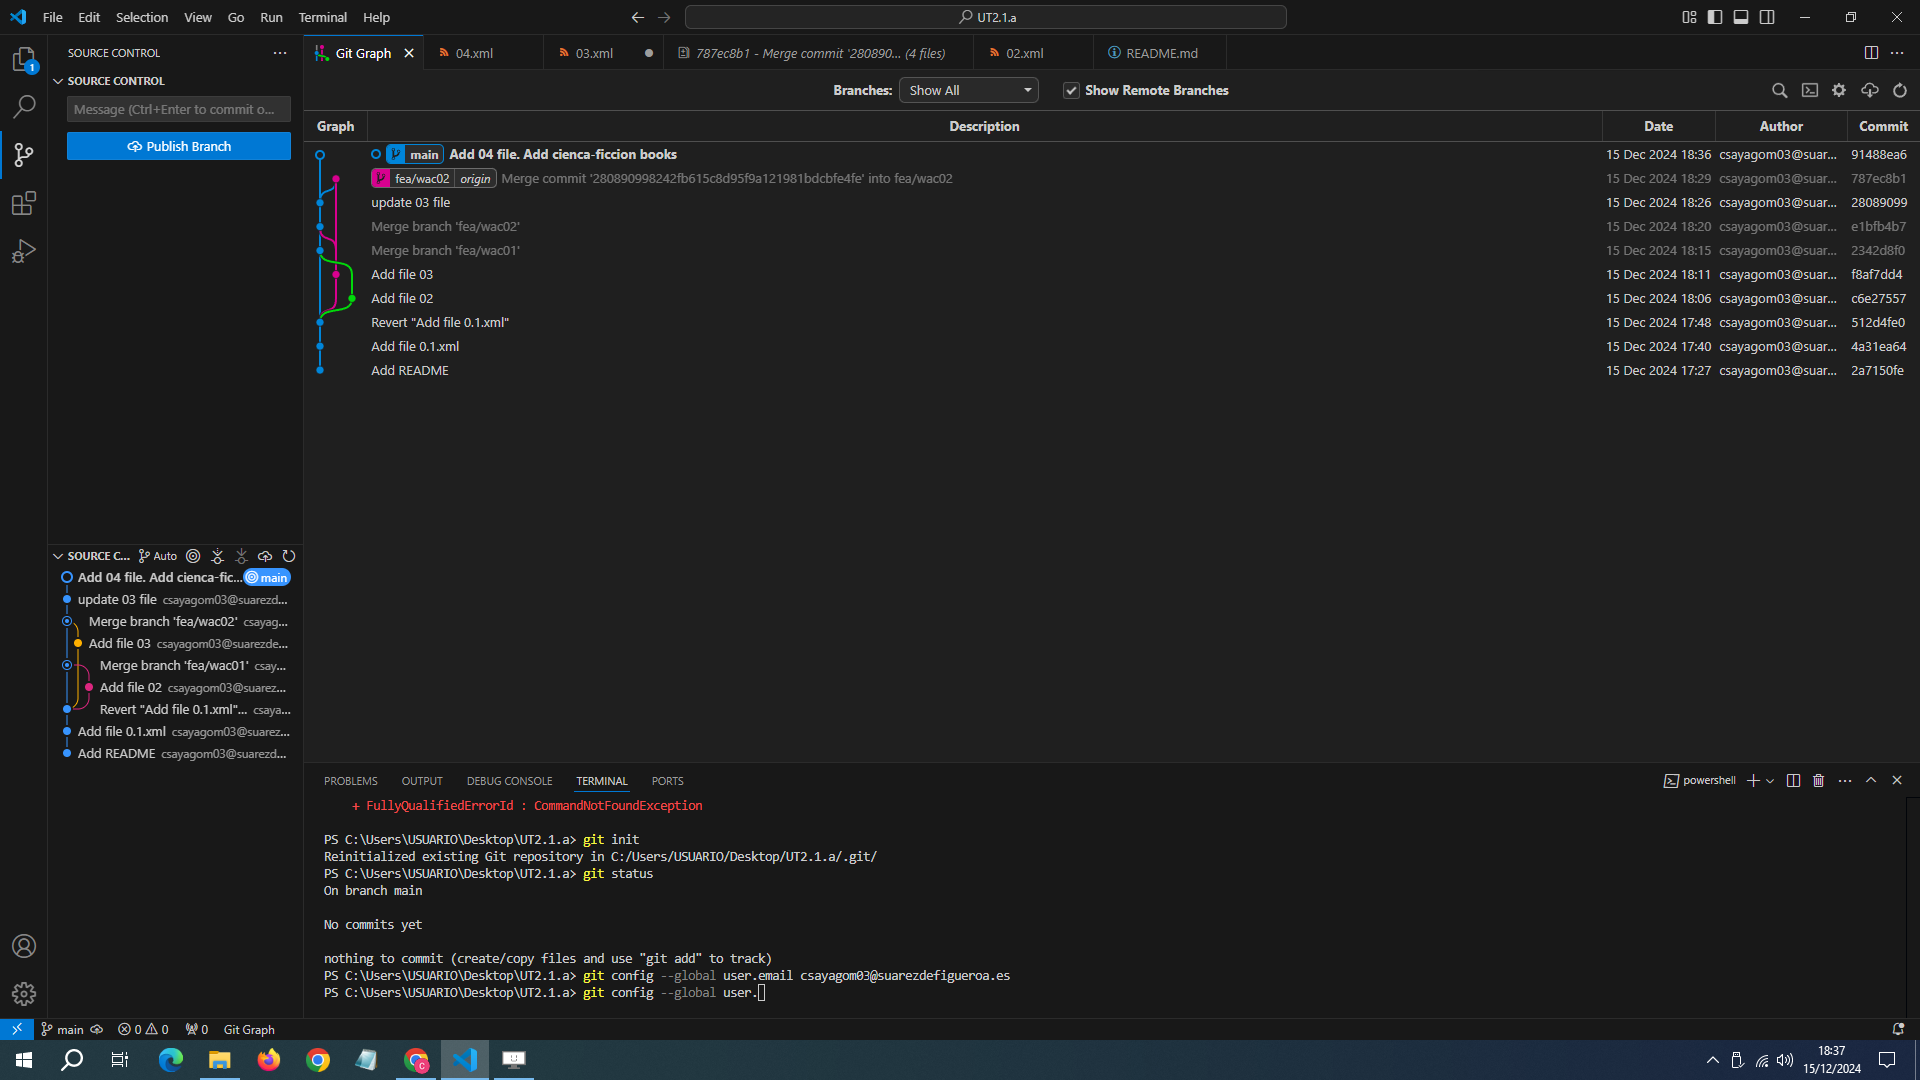 File Edit Selection View Go Run Terminal Help UT2.1.a
SOURCE CONTROL
SOURCE CONTROL
Message (Ctrl+Enter to commit o...
Publish Branch
1
Git Graph 04.xml 03.xml 787ec8b1 - Merge commit '280890... (4 files) 02.xml README.md
Branches: Show All Show Remote Branches
Graph Description Date Author Commit
main Add 04 file. Add cienca-ficcion books 15 Dec 2024 18:36 csayagom03@suar... 91488ea6
fea/wac02 origin Merge commit '280890998242fb615c8d95f9a121981bdcbfe4fe' into fea/wac02 15 Dec 2024 18:29 csayagom03@suar... 787ec8b1
update 03 file 15 Dec 2024 18:26 csayagom03@suar... 28089099
Merge branch 'fea/wac02' 15 Dec 2024 18:20 csayagom03@suar... e1bfb4b7
Merge branch 'fea/wac01' 15 Dec 2024 18:15 csayagom03@suar... 2342d8f0
Add file 03 15 Dec 2024 18:11 csayagom03@suar... f8af7dd4
Add file 02 15 Dec 2024 18:06 csayagom03@suar... c6e27557
Revert "Add file 0.1.xml" 15 Dec 2024 17:48 csayagom03@suar... 512d4fe0
Add file 0.1.xml 15 Dec 2024 17:40 csayagom03@suar... 4a31ea64
Add README 15 Dec 2024 17:27 csayagom03@suar... 2a7150fe
SOURCE C... Auto
Add 04 file. Add cienca-fic... main
update 03 file csayagom03@suarezd...
Merge branch 'fea/wac02' csayag...
Add file 03 csayagom03@suarezde...
Merge branch 'fea/wac01' csay...
Add file 02 csayagom03@suarez...
Revert "Add file 0.1.xml"... csaya...
Add file 0.1.xml csayagom03@suarez...
Add README csayagom03@suarezd...
PROBLEMS OUTPUT DEBUG CONSOLE TERMINAL PORTS powershell
+ FullyQualifiedErrorId : CommandNotFoundException
PS C:\Users\USUARIO\Desktop\UT2.1.a> git init
Reinitialized existing Git repository in C:/Users/USUARIO/Desktop/UT2.1.a/.git/
PS C:\Users\USUARIO\Desktop\UT2.1.a> git status
On branch main
No commits yet
nothing to commit (create/copy files and use "git add" to track)
PS C:\Users\USUARIO\Desktop\UT2.1.a> git config --global user.email csayagom03@suarezdefigueroa.es
PS C:\Users\USUARIO\Desktop\UT2.1.a> git config --global user.
main 0 0 0 Git Graph
C
18:37
15/12/2024